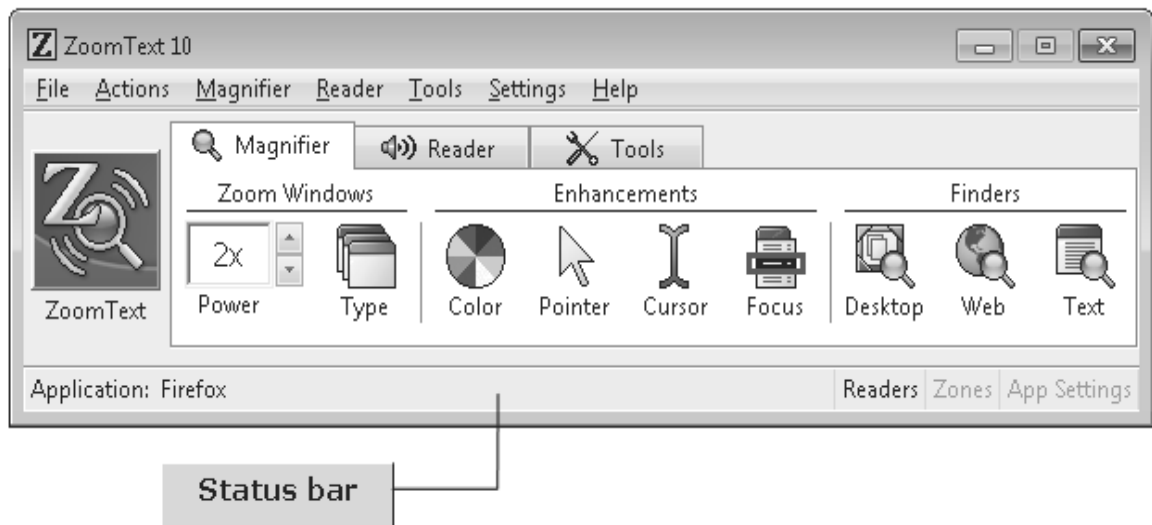 Z ZoomText 10
File Actions Magnifier Reader Tools Settings Help
Magnifier Reader Tools
Zoom Windows Enhancements Finders
2x
Power Type Color Pointer Cursor Focus Desktop Web Text
Z
ZoomText
Application: Firefox Readers Zones App Settings
Status bar